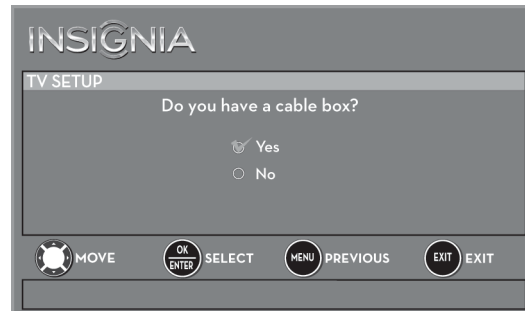 INSIGNIA
TV SETUP
Do you have a cable box?
Yes
No
MOVE OK ENTER SELECT MENU PREVIOUS EXIT EXIT